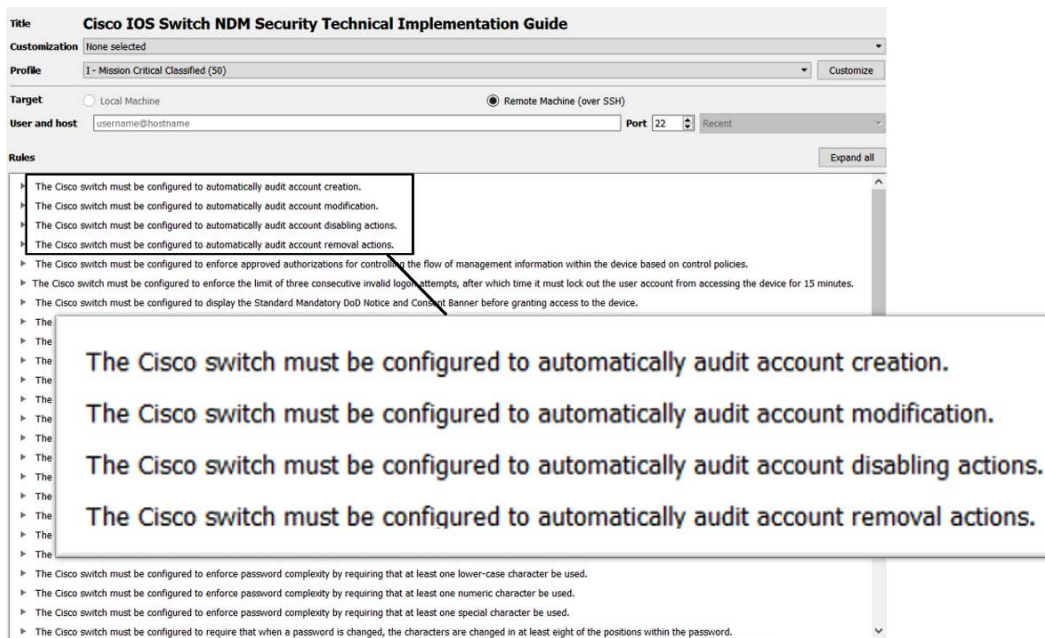 Title Cisco IOS Switch NDM Security Technical Implementation Guide
Customization None selected
Profile I - Mission Critical Classified (50) Customize
Target Local Machine Remote Machine (over SSH)
User and host username@hostname Port 22 Recent
Rules Expand all
The Cisco switch must be configured to automatically audit account creation.
The Cisco switch must be configured to automatically audit account modification.
The Cisco switch must be configured to automatically audit account disabling actions.
The Cisco switch must be configured to automatically audit account removal actions.
The Cisco switch must be configured to enforce approved authorizations for controlling the flow of management information within the device based on control policies.
The Cisco switch must be configured to enforce the limit of three consecutive invalid logon attempts, after which time it must lock out the user account from accessing the device for 15 minutes.
The Cisco switch must be configured to display the Standard Mandatory DoD Notice and Consent Banner before granting access to the device.
The
The
The
The
The
The
The
The
The
The
The
The
The
The Cisco switch must be configured to automatically audit account creation.
The Cisco switch must be configured to automatically audit account modification.
The Cisco switch must be configured to automatically audit account disabling actions.
The Cisco switch must be configured to automatically audit account removal actions.
The Cisco switch must be configured to enforce password complexity by requiring that at least one lower-case character be used.
The Cisco switch must be configured to enforce password complexity by requiring that at least one numeric character be used.
The Cisco switch must be configured to enforce password complexity by requiring that at least one special character be used.
The Cisco switch must be configured to require that when a password is changed, the characters are changed in at least eight of the positions within the password.